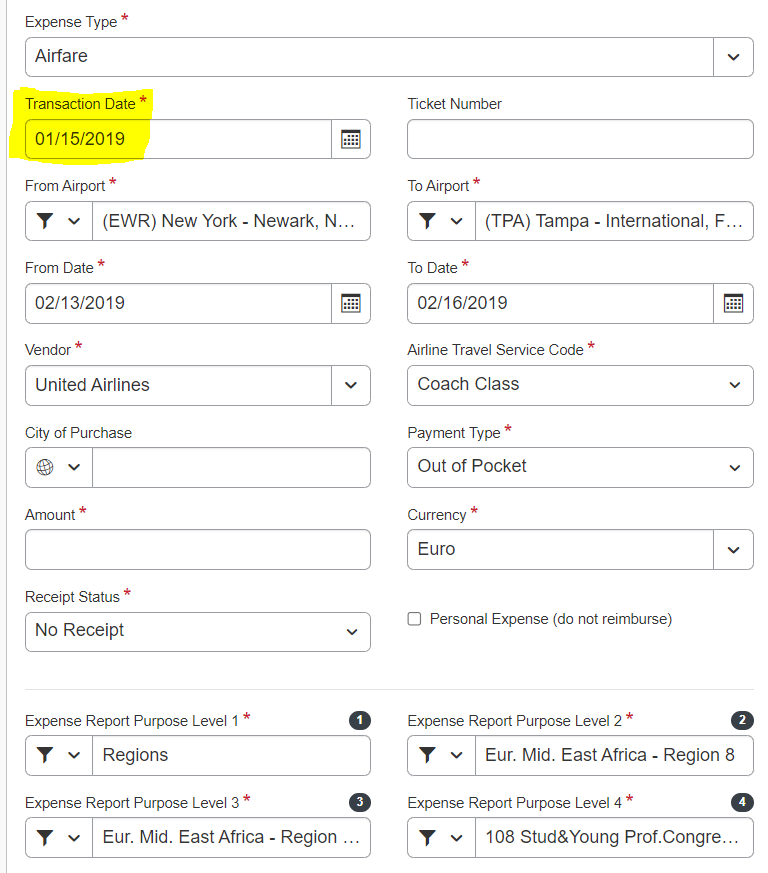 Expense Type *
Airfare
Transaction Date *
Ticket Number
01/15/2019
From Airport *
To Airport *
(EWR) New York - Newark, N...
(TPA) Tampa - International, F...
From Date *
To Date *
02/13/2019
02/16/2019
Vendor *
Airline Travel Service Code *
United Airlines
Coach Class
City of Purchase
Payment Type *
Out of Pocket
Amount *
Currency *
Euro
Receipt Status *
No Receipt
Personal Expense (do not reimburse)
Expense Report Purpose Level 1 * 1
Expense Report Purpose Level 2 * 2
Regions
Eur. Mid. East Africa - Region 8
Expense Report Purpose Level 3 * 3
Expense Report Purpose Level 4 * 4
Eur. Mid. East Africa - Region ...
108 Stud&Young Prof.Congre...